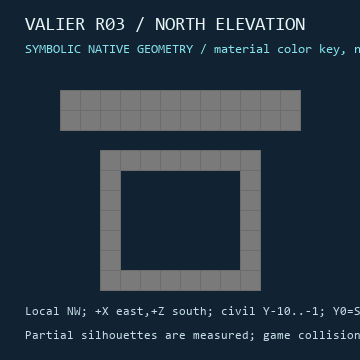 VALIER R03 / NORTH ELEVATION
SYMBOLIC NATIVE GEOMETRY / material color key, n
Local NW; +X east,+Z south; civil Y-10..-1; Y0=S
Partial silhouettes are measured; game collision